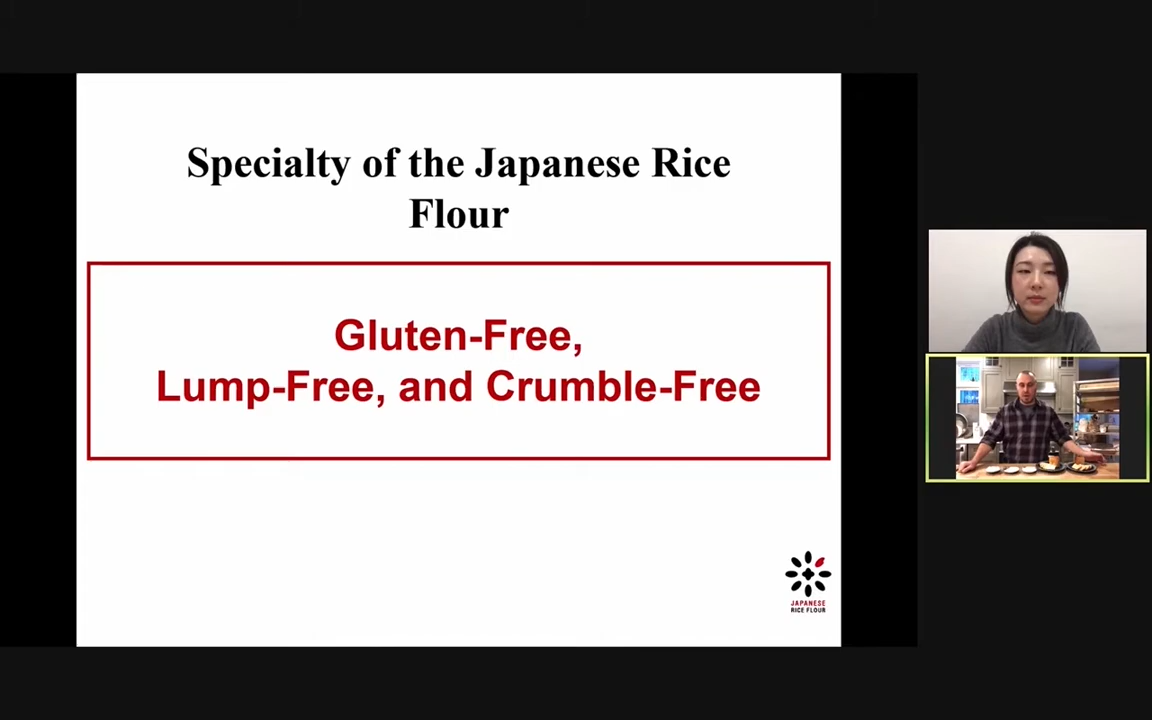 Specialty of the Japanese Rice
Flour
Gluten-Free,
Lump-Free, and Crumble-Free
JAPANESE
RICE FLOUR